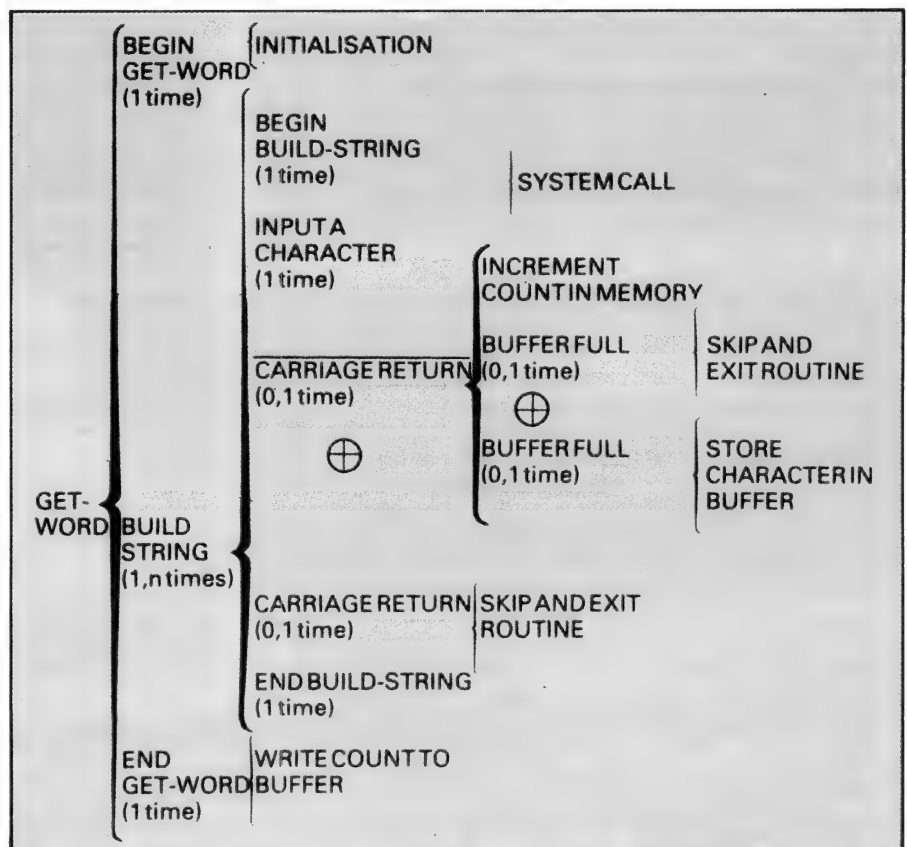 BEGIN
GET-WORD
(1 time)
INITIALISATION
BEGIN
BUILD-STRING
(1 time)
SYSTEM CALL
INPUT A
CHARACTER
(1 time)
INCREMENT
COUNT IN MEMORY
CARRIAGE RETURN
(0,1 time)
BUFFER FULL
(0,1 time)
SKIP AND
EXIT ROUTINE
BUFFER FULL
(0,1 time)
STORE
CHARACTER IN
BUFFER
GET-
WORD
BUILD
STRING
(1,n times)
CARRIAGE RETURN
(0,1 time)
SKIP AND EXIT
ROUTINE
END BUILD-STRING
(1 time)
END
GET-WORD
(1 time)
WRITE COUNT TO
BUFFER